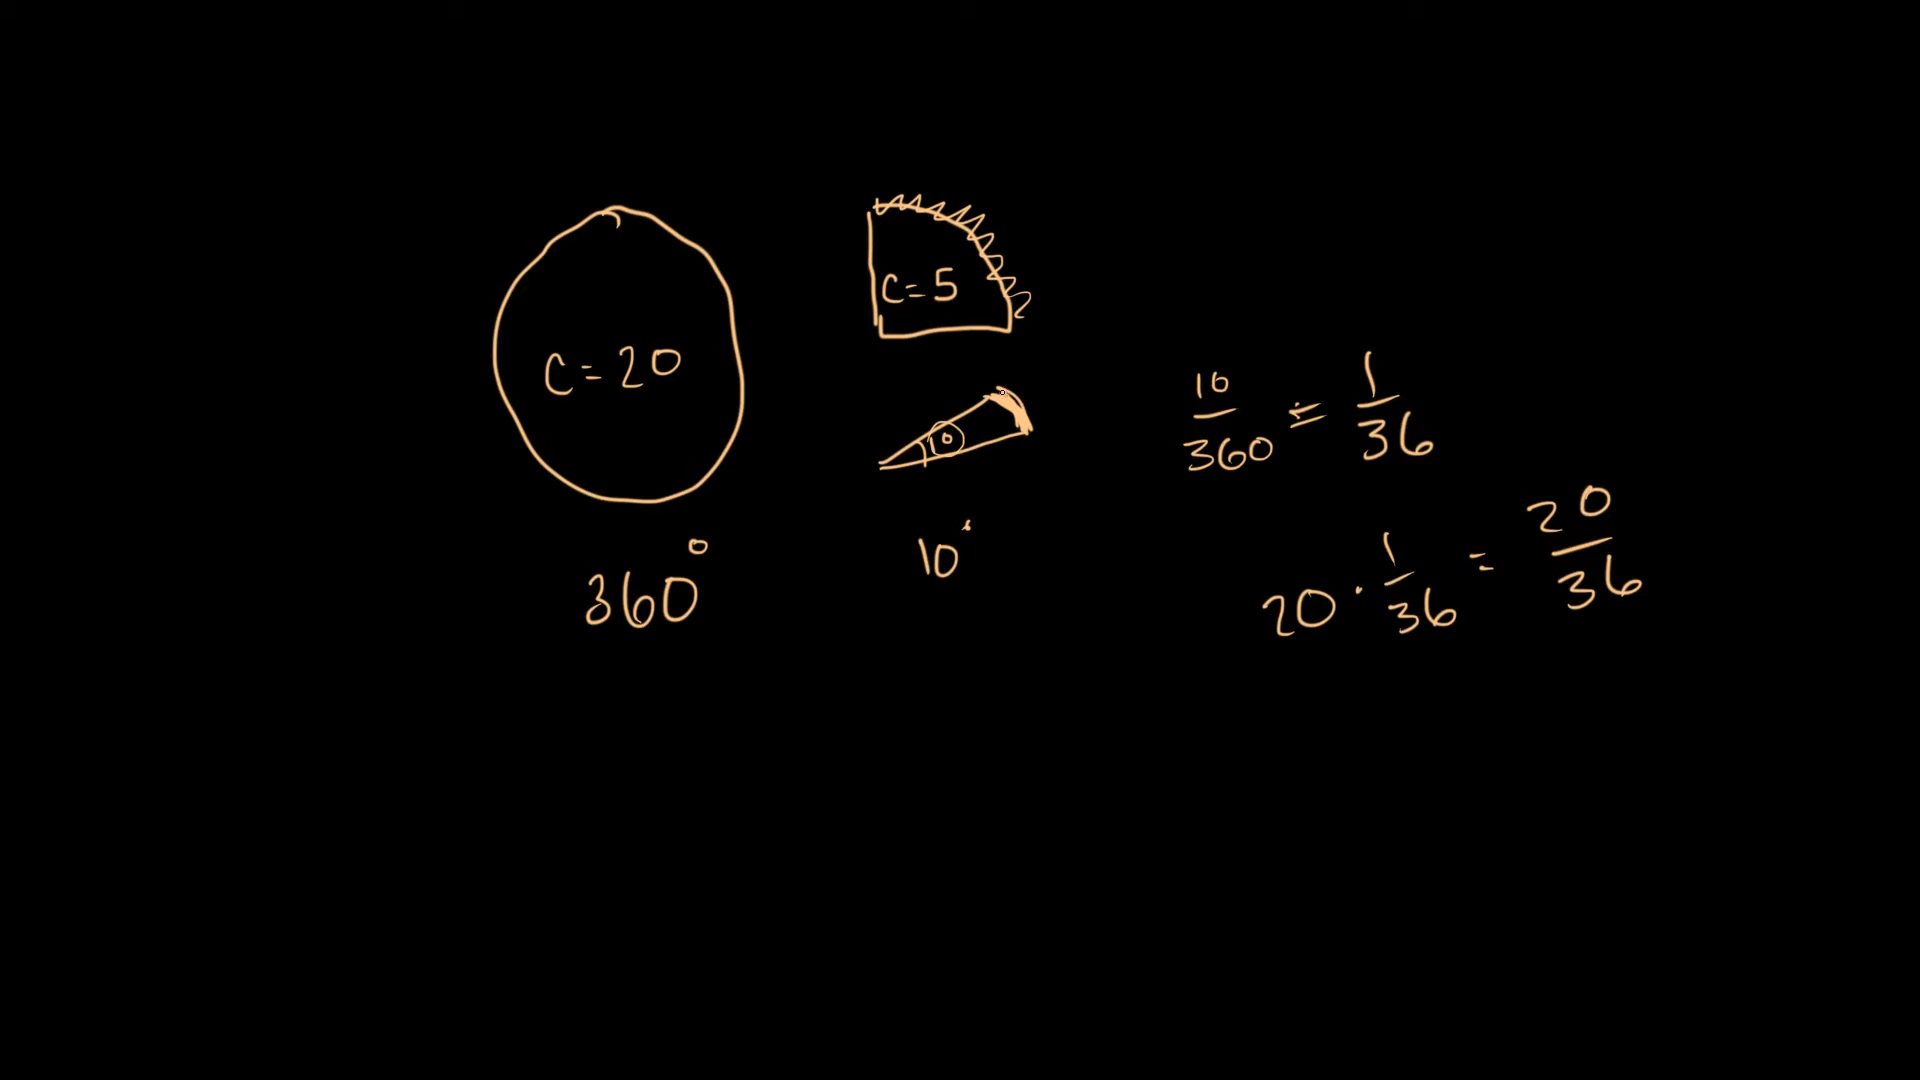 C = 20
360°
C = 5
10
10°
10/360 = 1/36
20 · 1/36 = 20/36